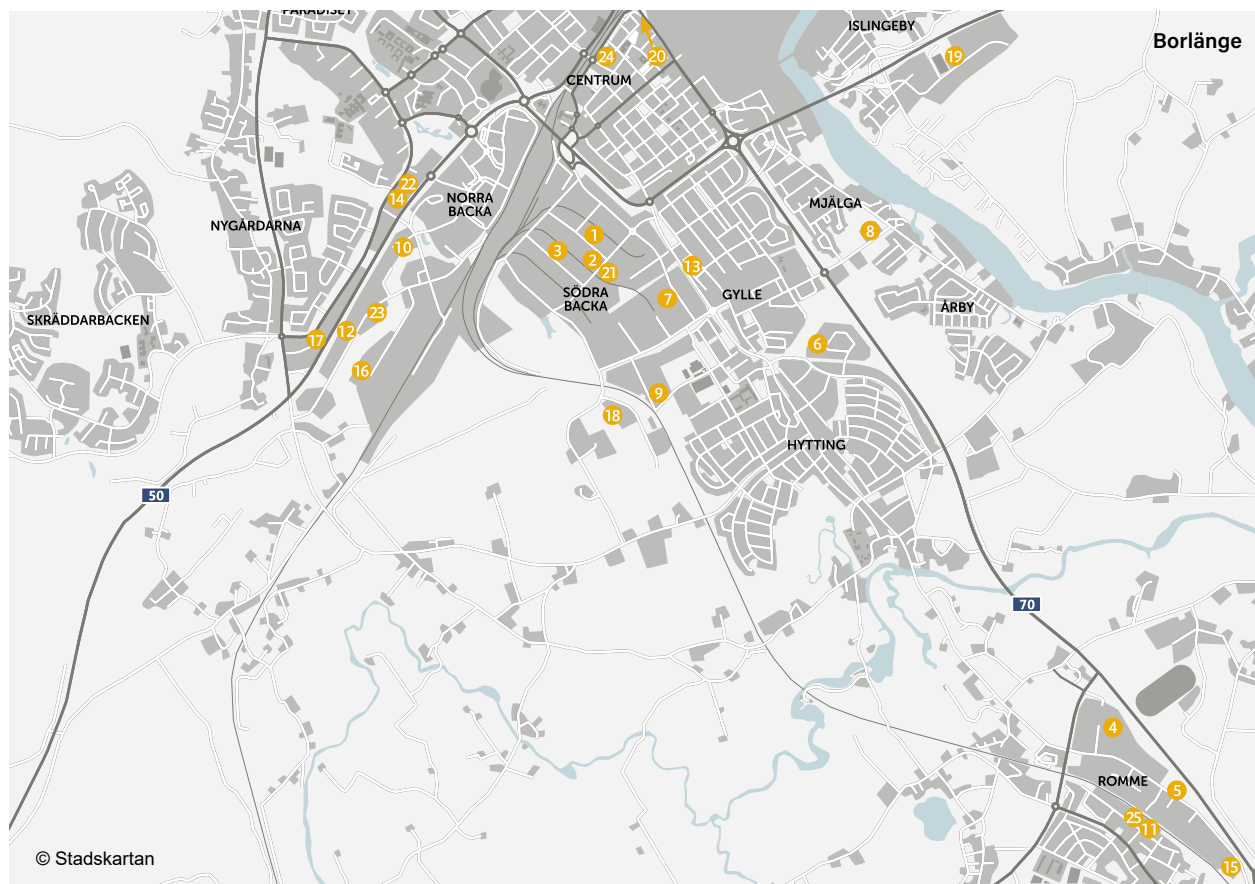 PARADISET
ISLINGEBY
Borlänge
24
20
19
CENTRUM
22
14
NORRA
BACKA
MJÄLGA
NYGÅRDARNA
8
1
10
3
2
13
21
SÖDRA
BACKA
7
GYLLE
ÅRBY
23
SKRÄDDARBACKEN
12
17
6
16
9
18
HYTTING
50
70
4
ROMME
5
25
11
© Stadskartan
15